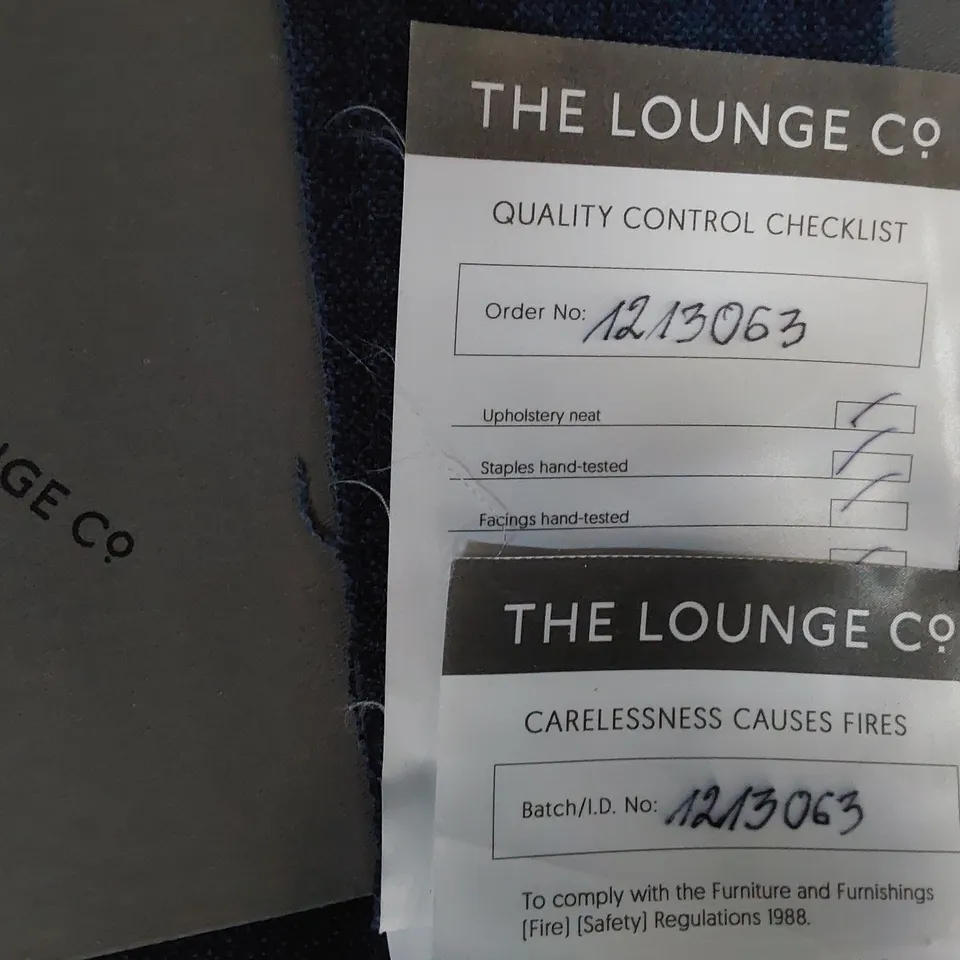 THE LOUNGE Cº
QUALITY CONTROL CHECKLIST
Order No: 1213063
Upholstery neat
Staples hand-tested
Facings hand-tested
GE Cº
THE LOUNGE Cº
CARELESSNESS CAUSES FIRES
Batch/I.D. No: 1213063
To comply with the Furniture and Furnishings
(Fire) (Safety) Regulations 1988.